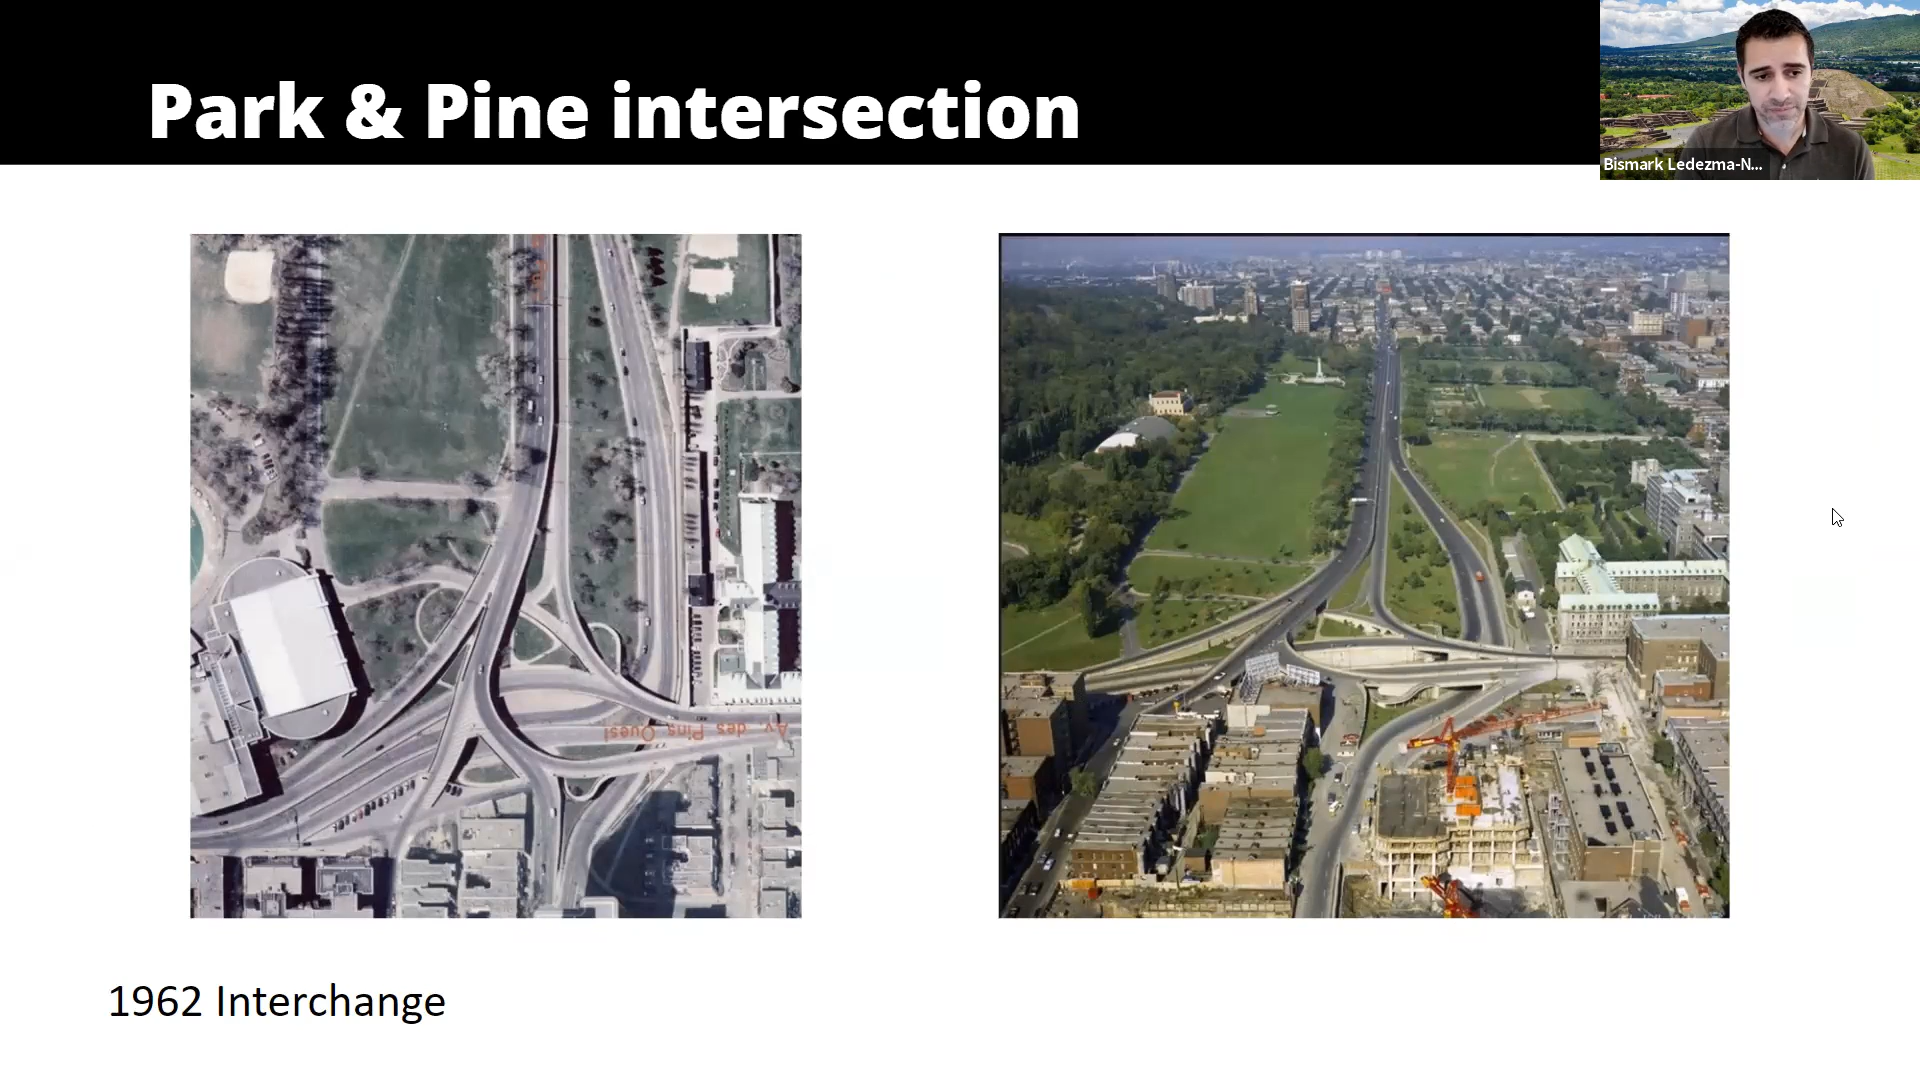 Park & Pine intersection
Bismark Ledezma-N...
Av. des Pins Ouest
1962 Interchange